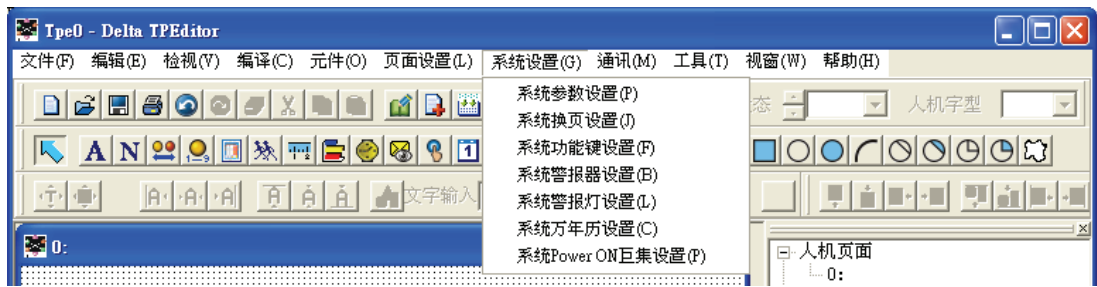 Tpe0 - Delta TPEditor
文件(F) 编辑(E) 检视(V) 编译(C) 元件(O) 页面设置(L) 系统设置(G) 通讯(M) 工具(T) 视窗(W) 帮助(H)
系统参数设置(P)
态 人机字型
系统换页设置(J)
A N 1
系统功能键设置(F)
系统警报器设置(B)
A A A A A A 文字输入
系统警报灯设置(L)
系统万年历设置(C)
0:
系统Power ON巨集设置(P)
人机页面
0: